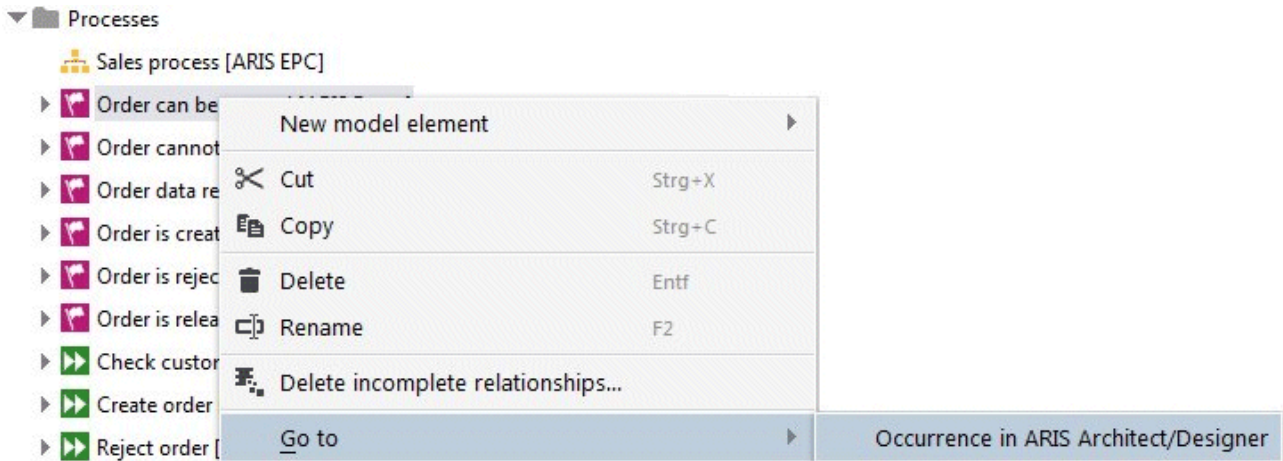 Processes
Sales process [ARIS EPC]
Order can be
New model element
Order cannot
Cut Strg+X
Order data re
Copy Strg+C
Order is creat
Order is rejec
Delete Entf
Order is relea
Rename F2
Check custor
Delete incomplete relationships...
Create order
Go to
Occurrence in ARIS Architect/Designer
Reject order [